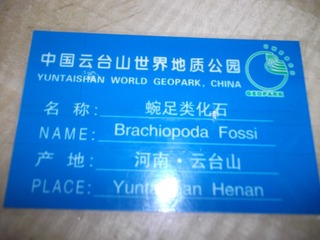 中国云台山世界地质公园
YUNTAISHAN WORLD GEOPARK, CHINA
GEOPARK
名 称: 蜿足类化石
NAME: Brachiopoda Fossi
产 地: 河南·云台山
PLACE: Yuntaishan Henan